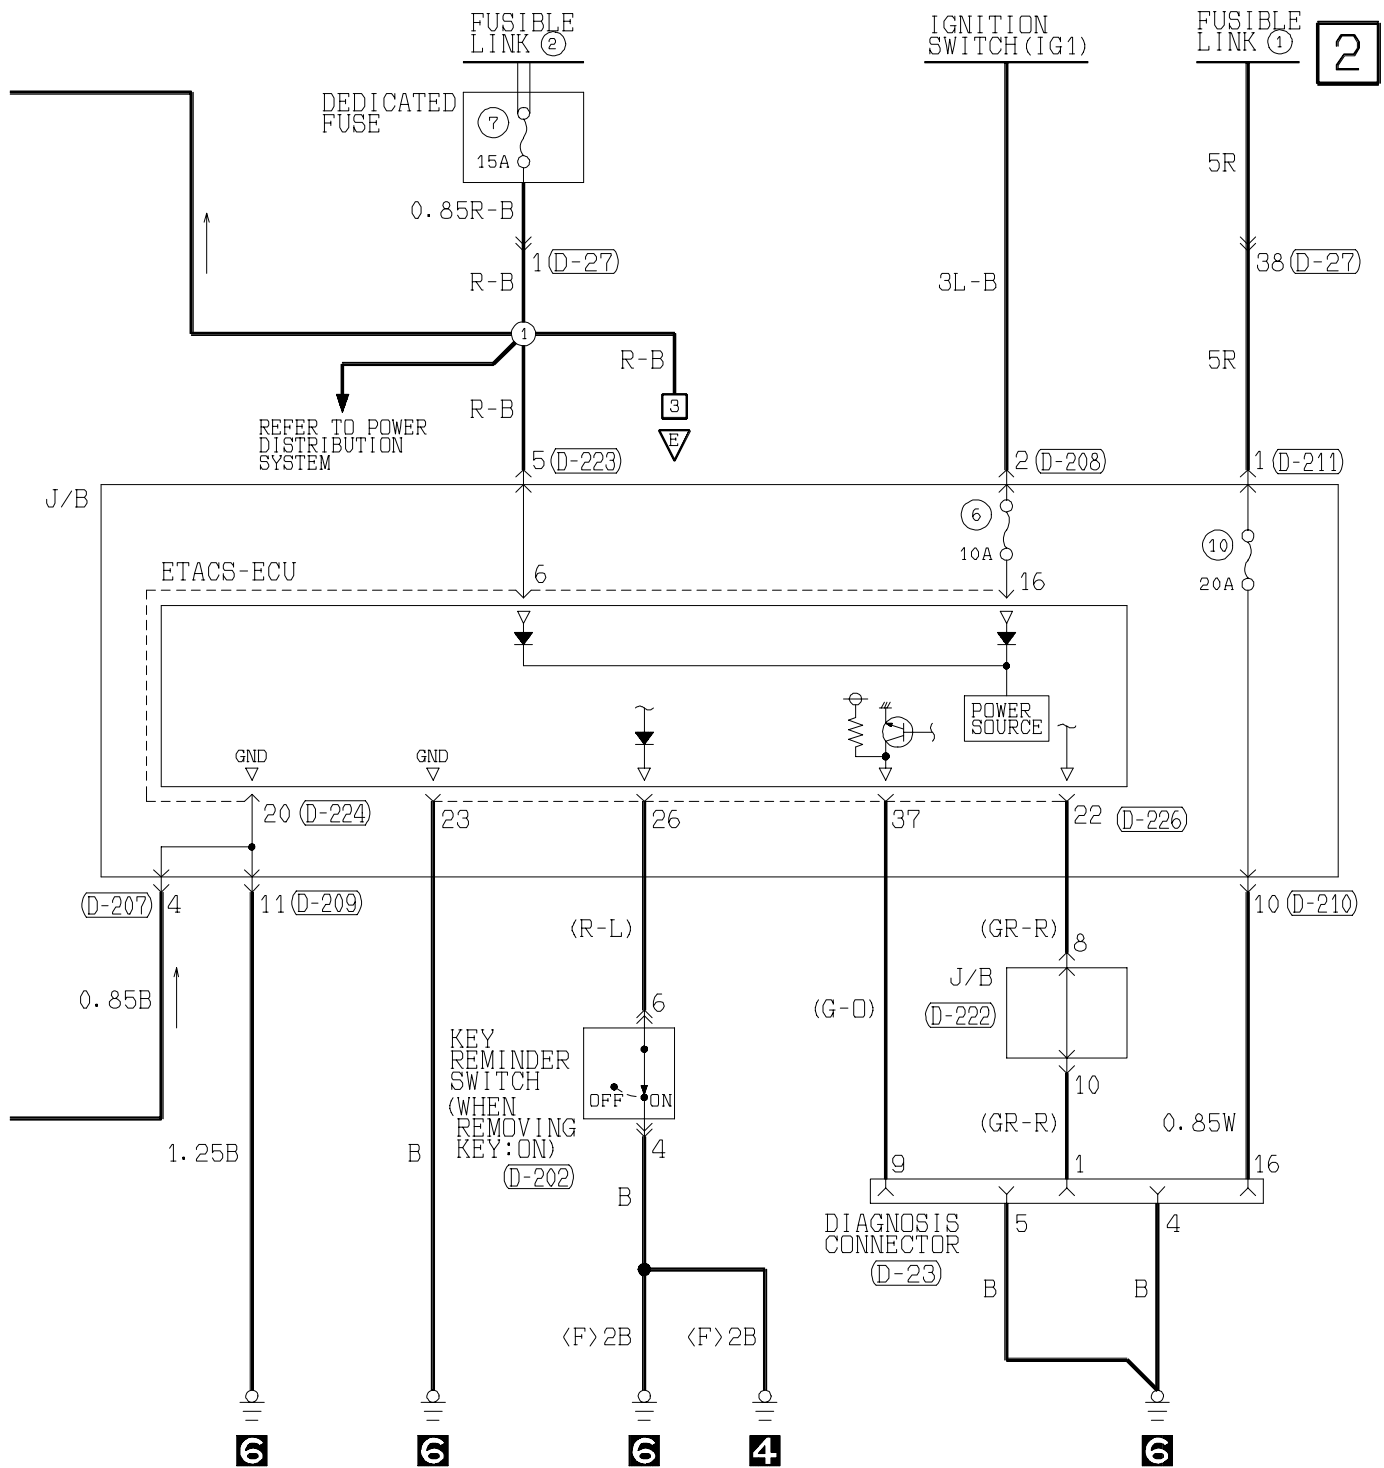 FUSIBLE
LINK ②
IGNITION
SWITCH(IG1)
FUSIBLE
LINK ①
2
DEDICATED
FUSE
7
15A
5R
0.85R-B
1 (D-27)
38 (D-27)
R-B
3L-B
1
R-B
5R
3
R-B
E
REFER TO POWER
DISTRIBUTION
SYSTEM
5 (D-223)
2 (D-208)
1 (D-211)
J/B
6
10A
10
20A
ETACS-ECU
6
16
POWER
SOURCE
GND
GND
20 (D-224)
23
26
37
22 (D-226)
(D-207) 4
11 (D-209)
10 (D-210)
(R-L)
(GR-R)
8
J/B
(D-222)
0.85B
6
(G-O)
KEY
REMINDER
SWITCH
(WHEN
REMOVING
KEY:ON)
OFF
ON
(D-202)
10
(GR-R)
0.85W
1.25B
B
4
9
1
16
B
DIAGNOSIS
CONNECTOR
(D-23)
5
4
B
B
<F>2B
<F>2B
6
6
6
4
6